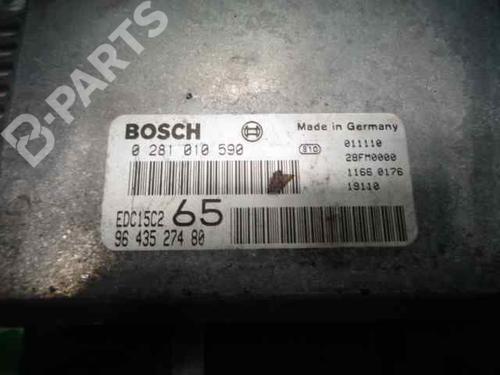 B-PARTS
BOSCH
Made in Germany
0 281 010 590
S10
011110
28FM0000
1166 0176
19110
EDC15C2 65
96 435 274 80